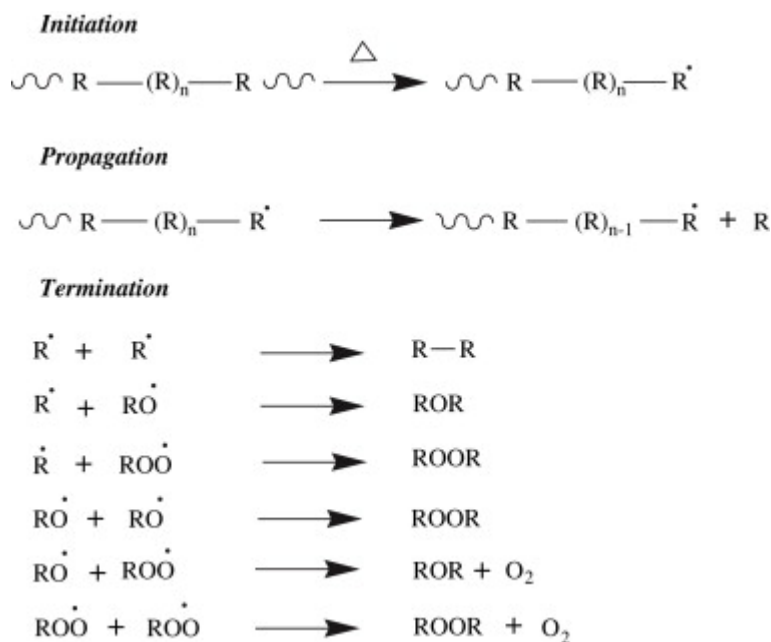 Initiation
R —(R)n— R △ R —(R)n— R•
Propagation
R —(R)n— R• R —(R)n-1— R• + R
Termination
R• + R• R—R
R• + RO• ROR
R• + ROO• ROOR
RO• + RO• ROOR
RO• + ROO• ROR + O2
ROO• + ROO• ROOR + O2